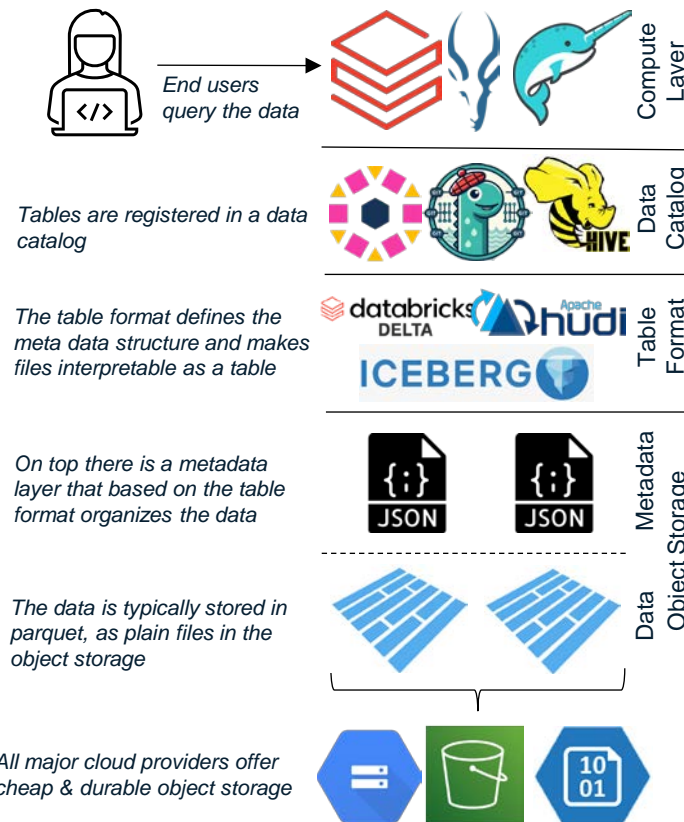 </>
End users
query the data
Compute
Layer
Tables are registered in a data
catalog
GIT
GIT
HIVE
Data
Catalog
The table format defines the
meta data structure and makes
files interpretable as a table
databricks
DELTA
Apache
hudi
ICEBERG
Table
Format
On top there is a metadata
layer that based on the table
format organizes the data
{;}
JSON
{;}
JSON
Metadata
Object Storage
The data is typically stored in
parquet, as plain files in the
object storage
Data
All major cloud providers offer
cheap & durable object storage
10
01